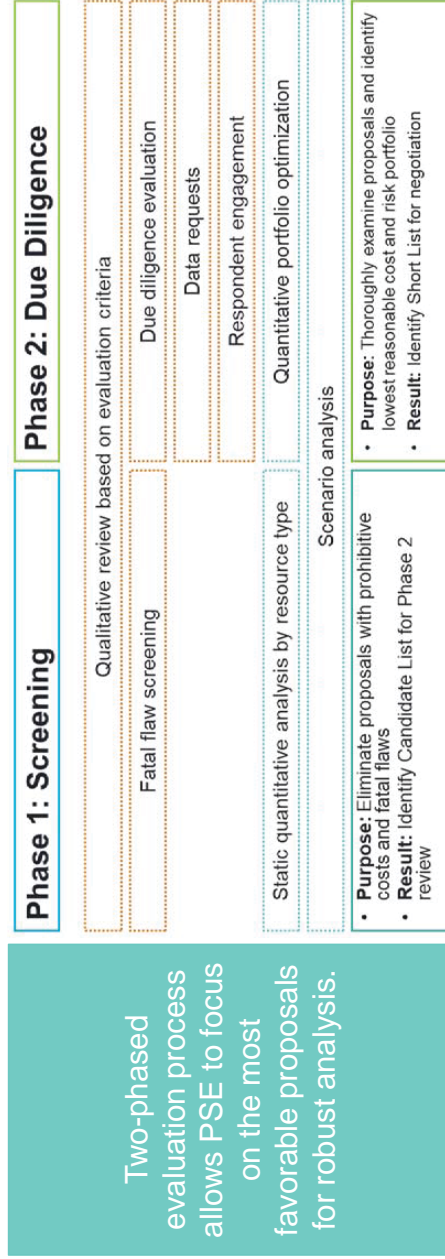 Two-phased
evaluation process
allows PSE to focus
on the most
favorable proposals
for robust analysis.
Phase 1: Screening
Phase 2: Due Diligence
Qualitative review based on evaluation criteria
Fatal flaw screening
Due diligence evaluation
Data requests
Respondent engagement
Static quantitative analysis by resource type
Quantitative portfolio optimization
Scenario analysis
• Purpose: Eliminate proposals with prohibitive
costs and fatal flaws
• Result: Identify Candidate List for Phase 2
review
• Purpose: Thoroughly examine proposals and identify
lowest reasonable cost and risk portfolio
• Result: Identify Short List for negotiation